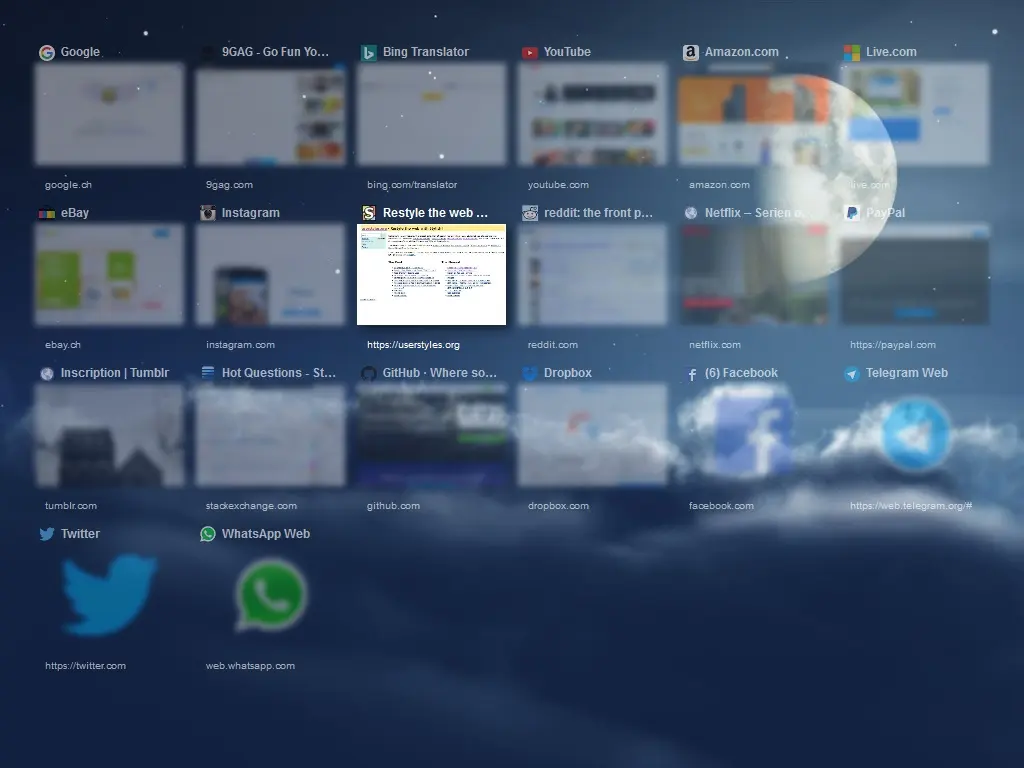 Google
9GAG - Go Fun Yo...
Bing Translator
YouTube
Amazon.com
Live.com
google.ch
9gag.com
bing.com/translator
youtube.com
amazon.com
live.com
eBay
Instagram
Restyle the web ...
reddit: the front p...
Netflix – Serien o...
PayPal
ebay.ch
instagram.com
https://userstyles.org
reddit.com
netflix.com
https://paypal.com
Inscription | Tumblr
Hot Questions - St...
GitHub · Where so...
Dropbox
(6) Facebook
Telegram Web
tumblr.com
stackexchange.com
github.com
dropbox.com
facebook.com
https://web.telegram.org/#
Twitter
WhatsApp Web
https://twitter.com
web.whatsapp.com